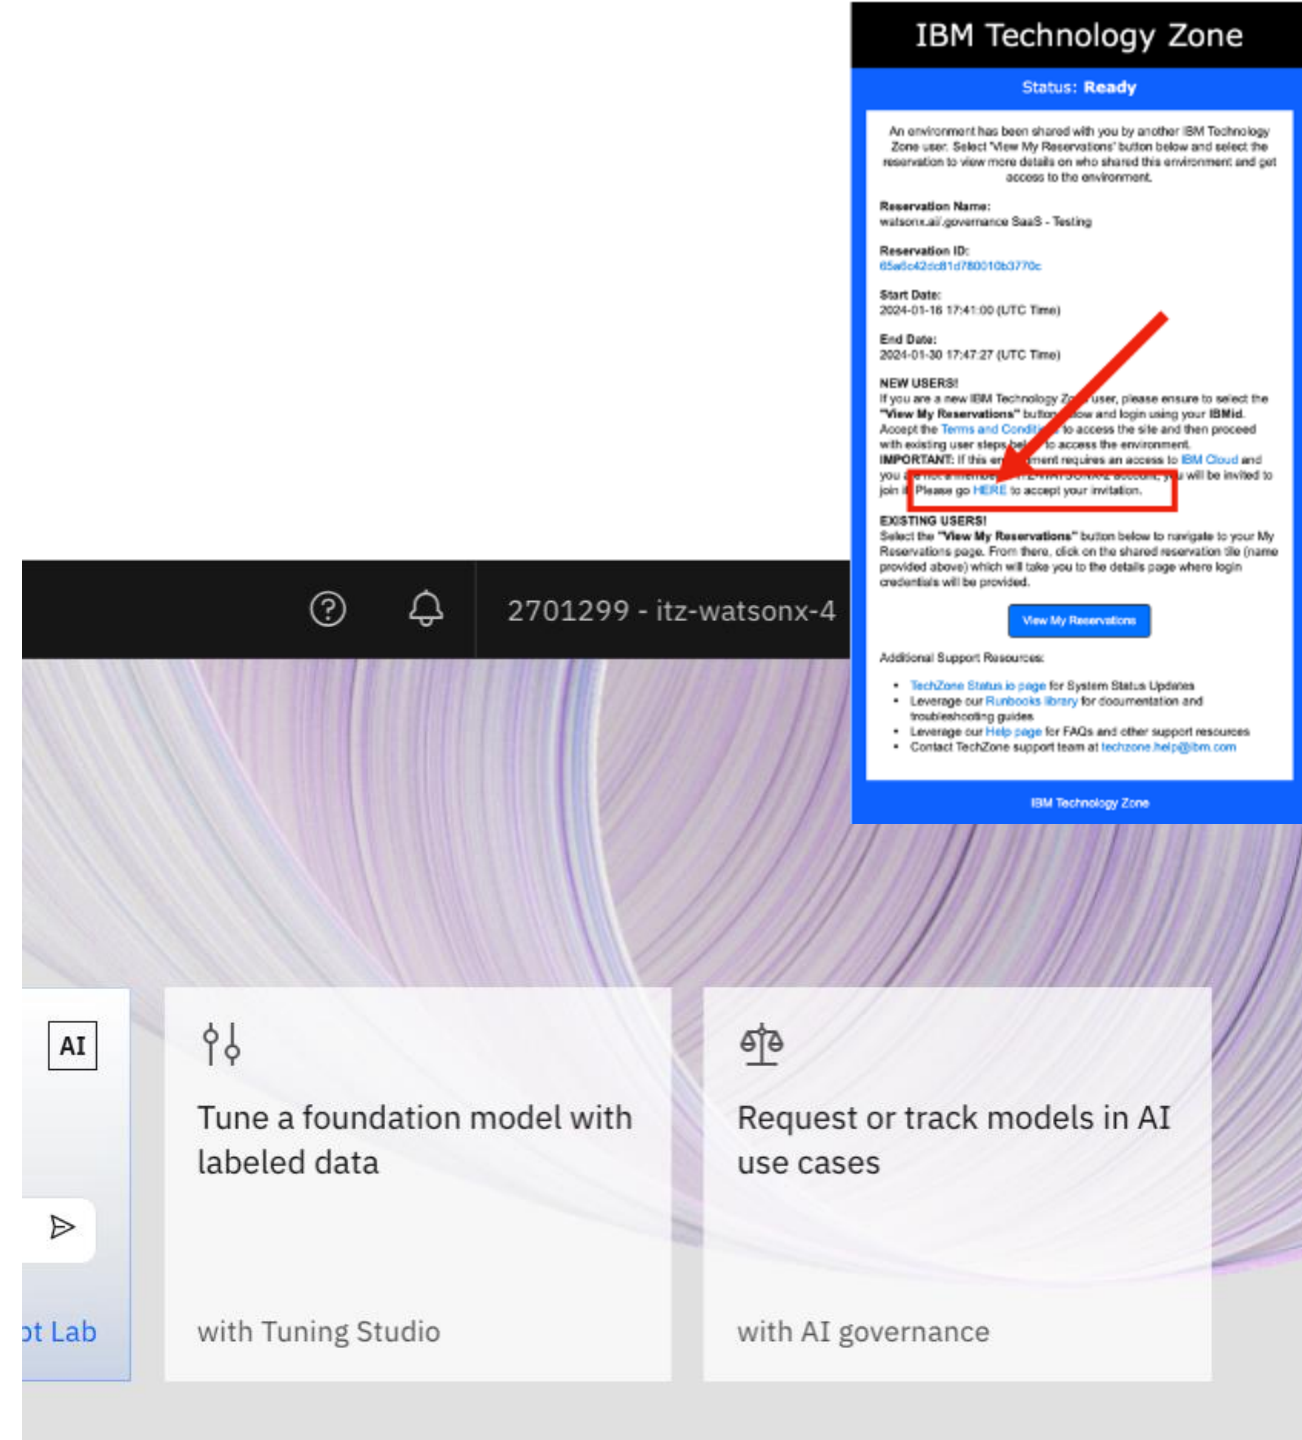 IBM Technology Zone
Status: Ready
An environment has been shared with you by another IBM Technology
Zone user. Select "View My Reservations" button below and select the
reservation to view more details on who shared this environment and get
access to the environment.
Reservation Name:
watsonx.ai/.governance SaaS - Testing
Reservation ID:
Start Date:
2024-01-16 17:41:00 (UTC Time)
End Date:
2024-01-30 17:47:27 (UTC Time)
NEW USERS!
If you are a new IBM Technology user, please ensure to select the
"View My Reservations" button and login using your IBMid.
Accept the Terms and to access the site and then proceed
with existing user steps to access the environment.
IMPORTANT: If this requires an access to IBM Cloud and
you are not a account, you will be invited to
join it. Please go HERE to accept your invitation.
EXISTING USERS!
Select the "View My Reservations" button below to navigate to your My
Reservations page. From there, click on the shared reservation tile (name
provided above) which will take you to the details page where login
credentials will be provided.
View My Reservations
Additional Support Resources:
• TechZone Status.io page for System Status Updates
• Leverage our Runbooks library for documentation and
troubleshooting guides
• Leverage our Help page for FAQs and other support resources
• Contact TechZone support team at techzone.help@ibm.com
IBM Technology Zone
2701299 - itz-watsonx-4
AI
pt Lab
Tune a foundation model with
labeled data
with Tuning Studio
Request or track models in AI
use cases
with AI governance